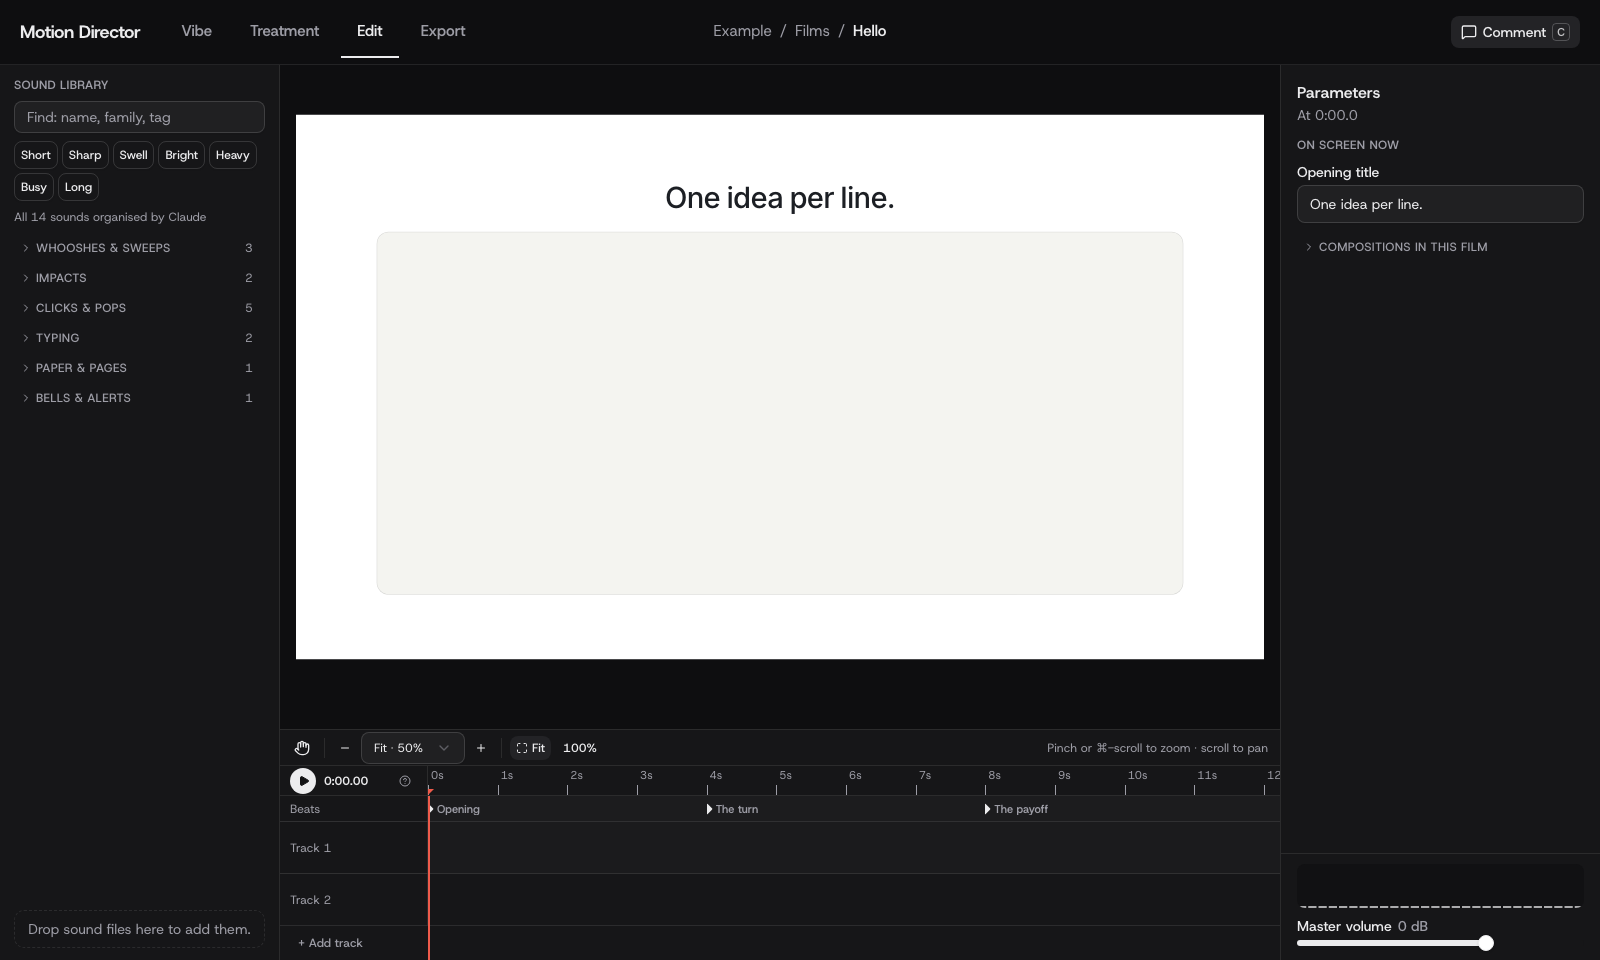 Motion Director
Vibe
Treatment
Edit
Export
Example / Films / Hello
Comment C
SOUND LIBRARY
Find: name, family, tag
Short
Sharp
Swell
Bright
Heavy
Busy
Long
All 14 sounds organised by Claude
WHOOSHES & SWEEPS 3
IMPACTS 2
CLICKS & POPS 5
TYPING 2
PAPER & PAGES 1
BELLS & ALERTS 1
Drop sound files here to add them.
One idea per line.
Fit · 50%
Fit
100%
Pinch or ⌘-scroll to zoom · scroll to pan
0:00.00
0s 1s 2s 3s 4s 5s 6s 7s 8s 9s 10s 11s 12
Beats
Opening
The turn
The payoff
Track 1
Track 2
+ Add track
Parameters
At 0:00.0
ON SCREEN NOW
Opening title
One idea per line.
COMPOSITIONS IN THIS FILM
Master volume 0 dB